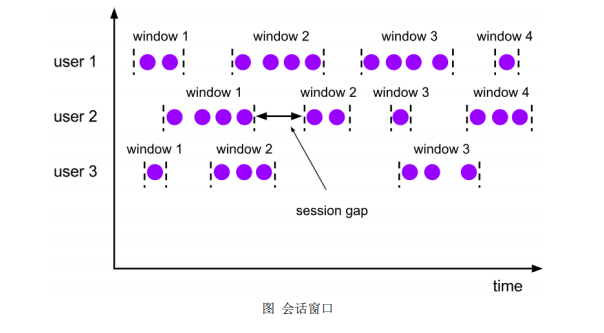 window 1 window 2 window 3 window 4
user 1
window 1 window 2 window 3 window 4
user 2
window 1 window 2 window 3
user 3
session gap
time
图 会话窗口